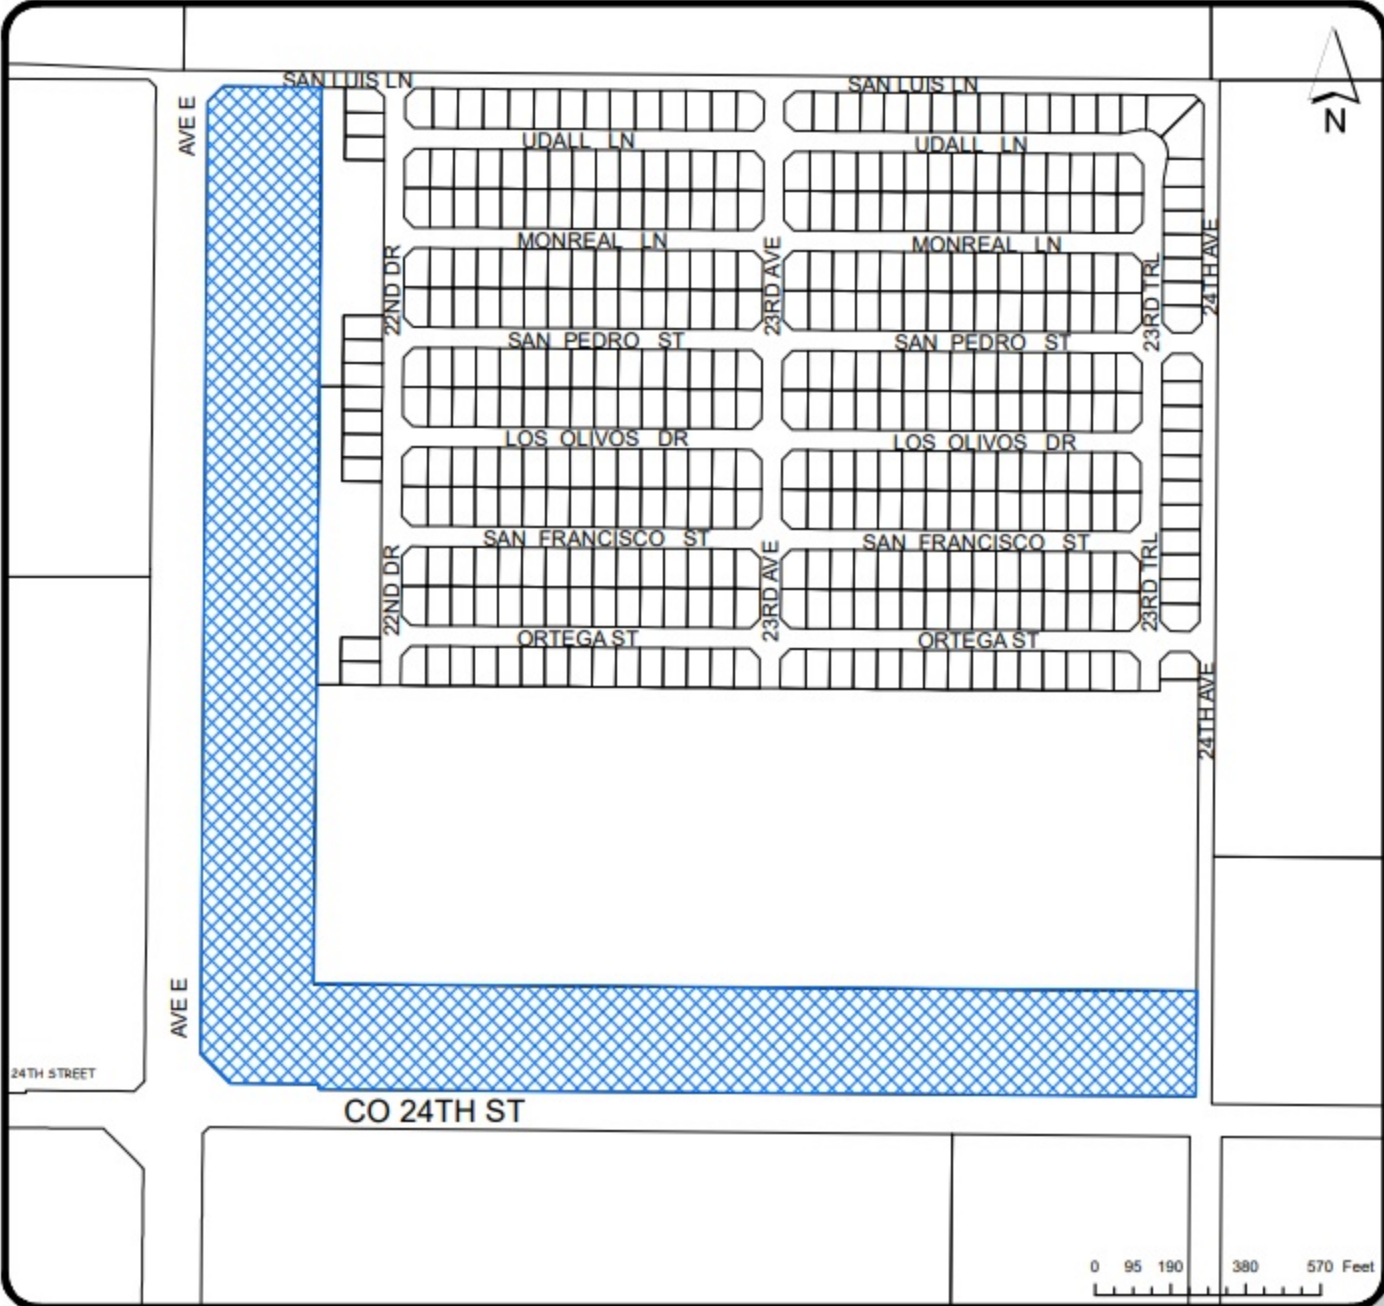 SAN LUIS LN
SAN LUIS LN
AVE E
N
UDALL LN
UDALL LN
MONREAL LN
MONREAL LN
22ND DR
23RD AVE
23RD TRL
24TH AVE
SAN PEDRO ST
SAN PEDRO ST
LOS OLIVOS DR
LOS OLIVOS DR
SAN FRANCISCO ST
SAN FRANCISCO ST
22ND DR
23RD AVE
23RD TRL
ORTEGA ST
ORTEGA ST
24TH AVE
AVE E
24TH STREET
CO 24TH ST
0 95 190 380 570 Feet